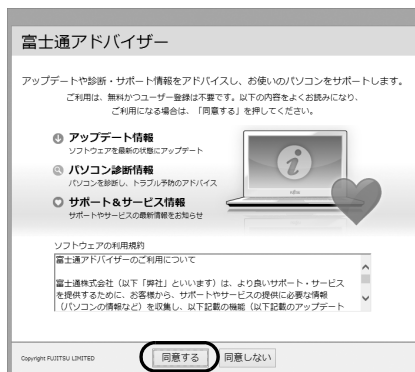 富士通アドバイザー
アップデートや診断・サポート情報をアドバイスし、お使いのパソコンをサポートします。
ご利用は、無料かつユーザー登録は不要です。以下の内容をよくお読みになり、
ご利用になる場合は、「同意する」を押してください。
アップデート情報
ソフトウェアを最新の状態にアップデート
パソコン診断情報
パソコンを診断し、トラブル予防のアドバイス
サポート&サービス情報
サポートやサービスの最新情報をお知らせ
ソフトウェアの利用規約
富士通アドバイザーのご利用について
富士通株式会社（以下「弊社」といいます）は、より良いサポート・サービス
を提供するために、お客様から、サポートやサービスの提供に必要な情報
（パソコンの情報など）を収集し、以下記載の機能（以下記載のアップデート
Copyright FUJITSU LIMITED
同意する
同意しない